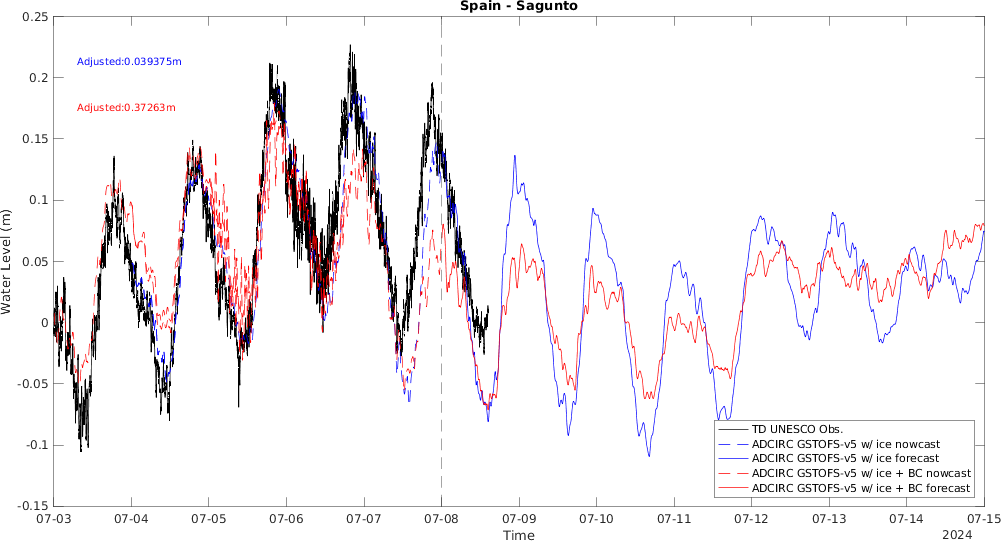 Spain - Sagunto
0.25
0.2
0.15
0.1
0.05
0
-0.05
-0.1
-0.15
Water Level (m)
Adjusted:0.039375m
Adjusted:0.37263m
TD UNESCO Obs.
ADCIRC GSTOFS-v5 w/ ice nowcast
ADCIRC GSTOFS-v5 w/ ice forecast
ADCIRC GSTOFS-v5 w/ ice + BC nowcast
ADCIRC GSTOFS-v5 w/ ice + BC forecast
07-03 07-04 07-05 07-06 07-07 07-08 07-09 07-10 07-11 07-12 07-13 07-14 07-15
Time
2024